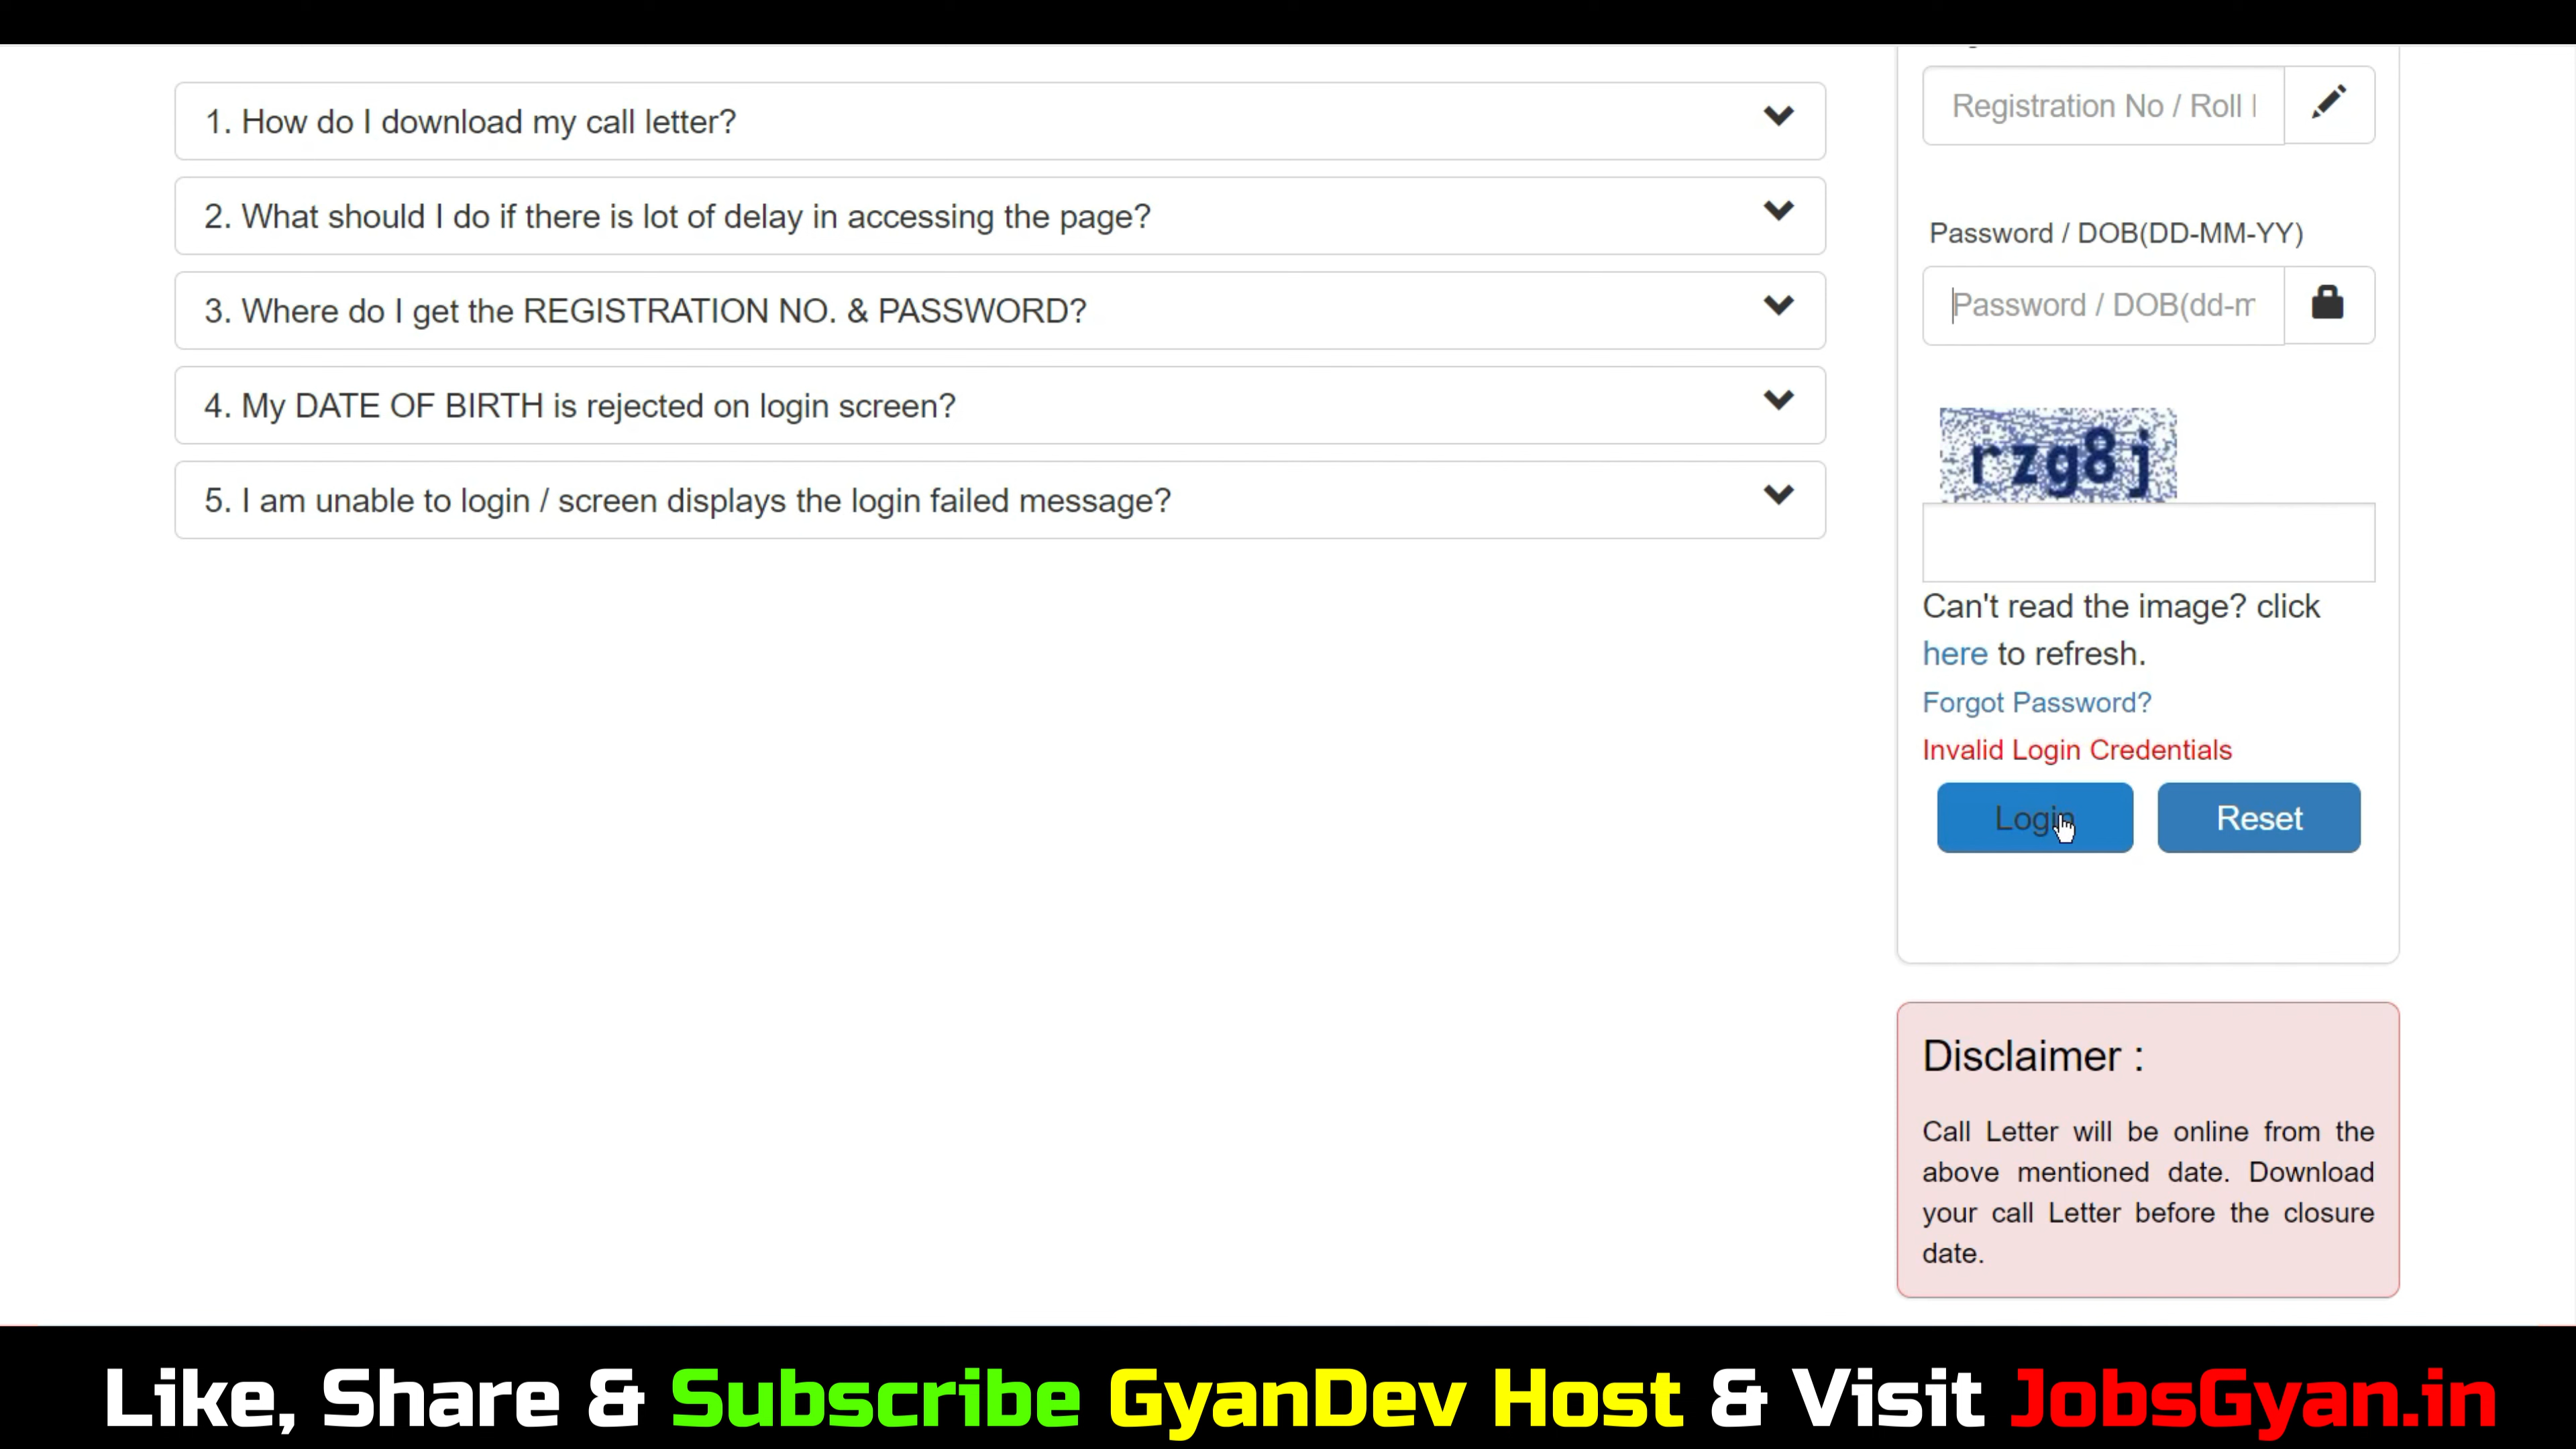 1. How do I download my call letter?
2. What should I do if there is lot of delay in accessing the page?
3. Where do I get the REGISTRATION NO. & PASSWORD?
4. My DATE OF BIRTH is rejected on login screen?
5. I am unable to login / screen displays the login failed message?
Registration No / Roll
Password / DOB(DD-MM-YY)
Password / DOB(dd-m
rzg8j
Can't read the image? click
here to refresh.
Forgot Password?
Invalid Login Credentials
Login Reset
Disclaimer :
Call Letter will be online from the
above mentioned date. Download
your call Letter before the closure
date.
Like, Share & Subscribe GyanDev Host & Visit JobsGyan.in